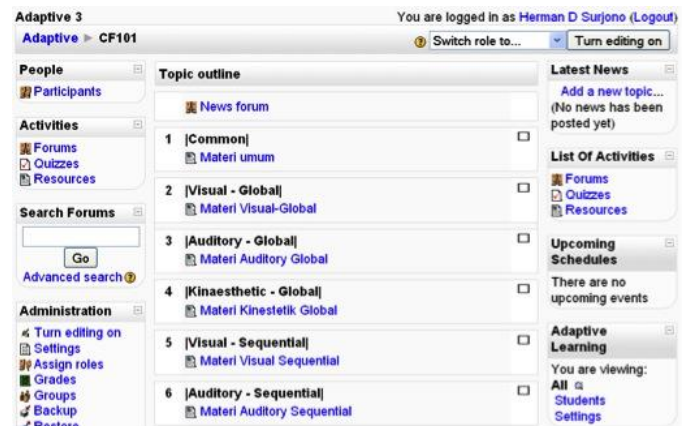 Adaptive 3
You are logged in as Herman D Surjono (Logout)
Adaptive ► CF101
Switch role to...
Turn editing on
People
Participants
Activities
Forums
Quizzes
Resources
Search Forums
Go
Advanced search
Administration
Turn editing on
Settings
Assign roles
Grades
Groups
Backup
Restore
Topic outline
News forum
1 |Common|
Materi umum
2 |Visual - Global|
Materi Visual-Global
3 |Auditory - Global|
Materi Auditory Global
4 |Kinaesthetic - Global|
Materi Kinestetik Global
5 |Visual - Sequential|
Materi Visual Sequential
6 |Auditory - Sequential|
Materi Auditory Sequential
Latest News
Add a new topic...
(No news has been
posted yet)
List Of Activities
Forums
Quizzes
Resources
Upcoming
Schedules
There are no
upcoming events
Adaptive
Learning
You are viewing:
All
Students
Settings